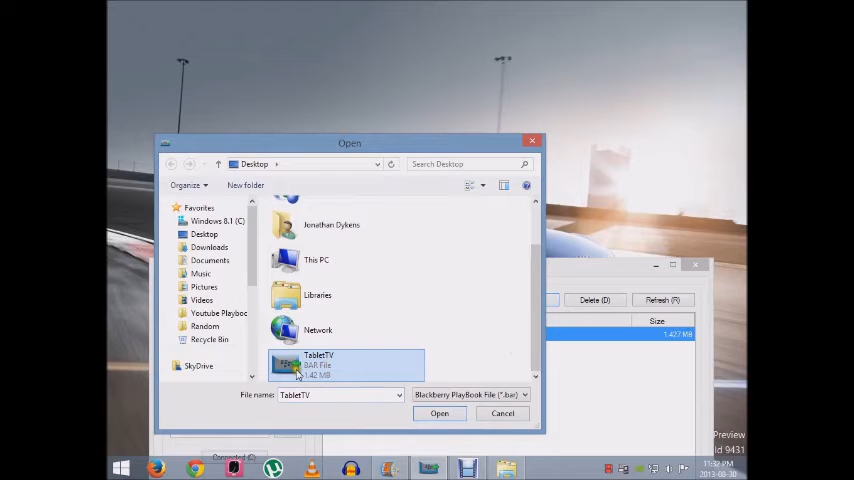 Open
Desktop
Search Desktop
Organize
New folder
Favorites
Windows 8.1 (C)
Desktop
Downloads
Documents
Music
Pictures
Videos
Youtube Playboo
Random
Recycle Bin
SkyDrive
Jonathan Dykens
This PC
Libraries
Network
TabletTV
BAR File
1.42 MB
File name:
TabletTV
Blackberry PlayBook File (*.bar)
Open
Cancel
Delete (D)
Refresh (R)
Size
1.427 MB
Connected (C)
Preview
ld 9431
11:32 PM
2013-08-30